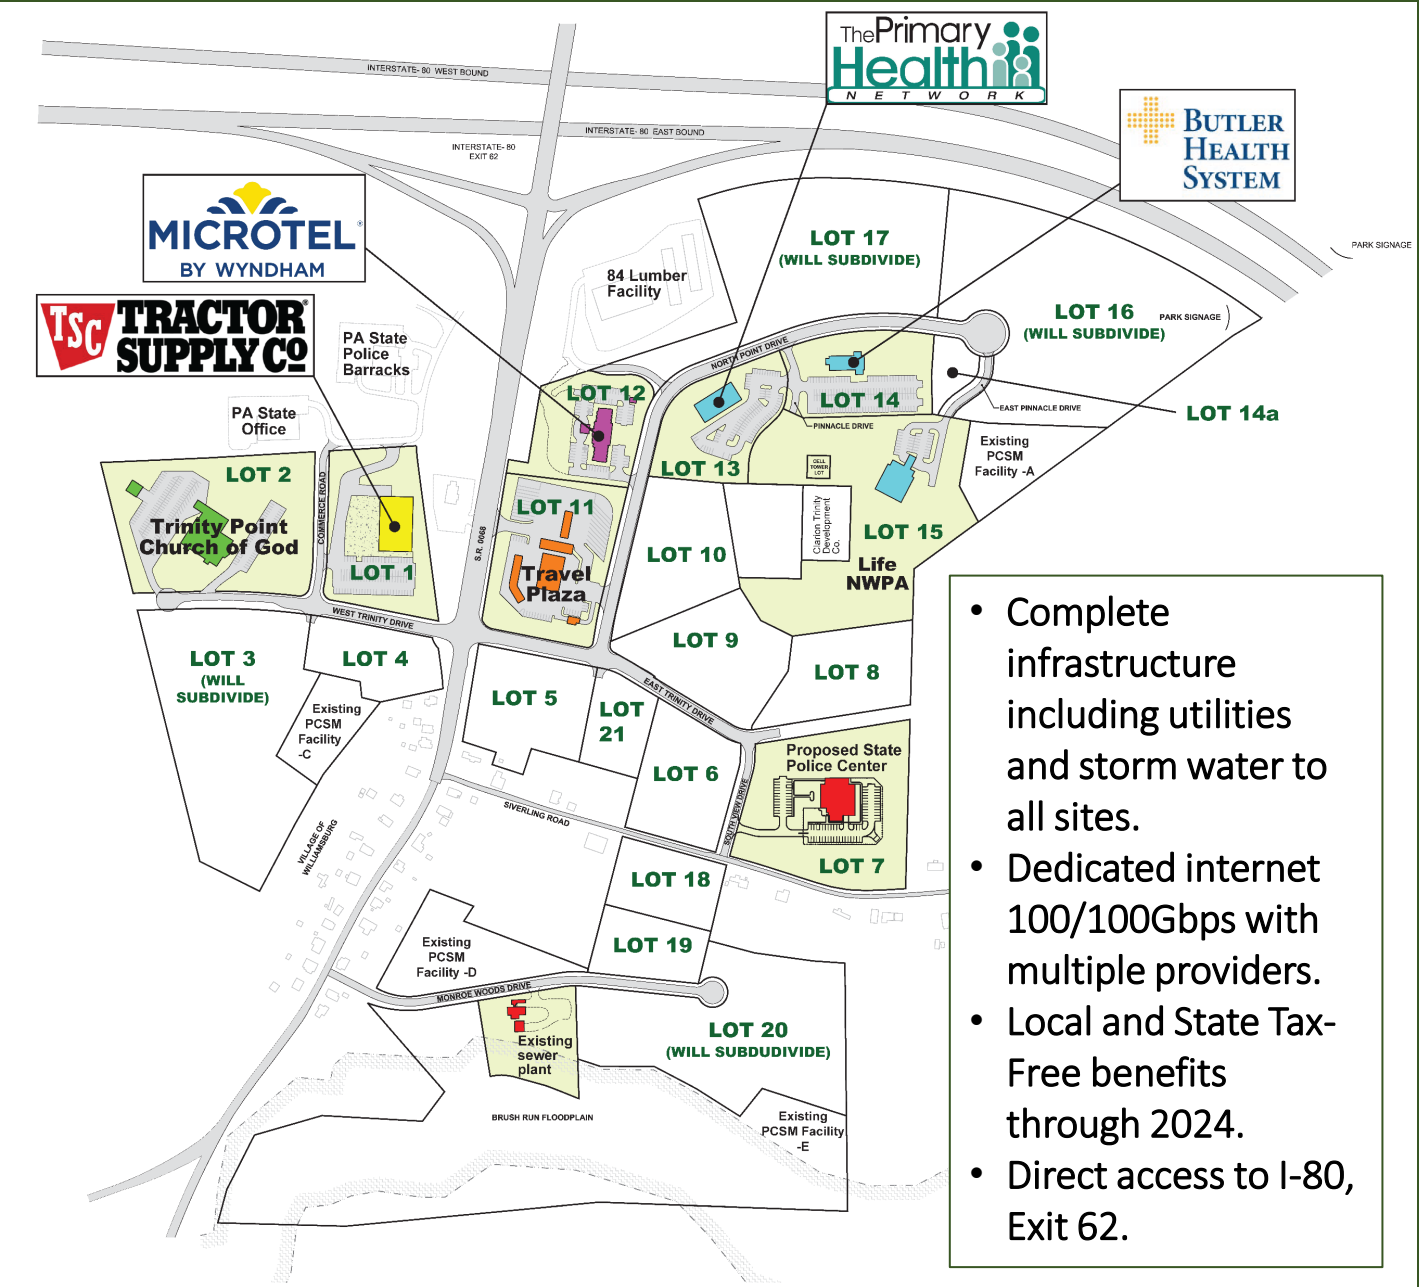 The Primary
Health
NETWORK
INTERSTATE- 80 WEST BOUND
INTERSTATE- 80 EAST BOUND
INTERSTATE- 80
EXIT 62
BUTLER
HEALTH
SYSTEM
MICROTEL
BY WYNDHAM
TSC
TRACTOR
SUPPLY CO
PARK SIGNAGE
LOT 17
(WILL SUBDIVIDE)
84 Lumber
Facility
LOT 16
(WILL SUBDIVIDE)
PARK SIGNAGE
PA State
Police
Barracks
NORTH POINT DRIVE
LOT 12
LOT 14
EAST PINNACLE DRIVE
LOT 14a
PINNACLE DRIVE
PA State
Office
Existing
PCSM
Facility -A
LOT 13
CELL
TOWER
LOT
LOT 2
COMMERCE ROAD
Trinity Point
Church of God
LOT 1
S.R. 0068
LOT 11
Travel
Plaza
LOT 10
Clarion Trinity
Development
Co.
LOT 15
Life
NWPA
WEST TRINITY DRIVE
LOT 3
(WILL
SUBDIVIDE)
LOT 4
LOT 9
LOT 8
LOT 5
LOT
21
EAST TRINITY DRIVE
Existing
PCSM
Facility
-C
LOT 6
Proposed State
Police Center
SOUTH VIEW DRIVE
LOT 7
SIVERLING ROAD
VILLAGE OF
WILLIAMSBURG
LOT 18
LOT 19
Existing
PCSM
Facility -D
MONROE WOODS DRIVE
LOT 20
(WILL SUBDUDIVIDE)
Existing
sewer
plant
BRUSH RUN FLOODPLAIN
Existing
PCSM Facility
-E
• Complete
infrastructure
including utilities
and storm water to
all sites.
• Dedicated internet
100/100Gbps with
multiple providers.
• Local and State Tax-
Free benefits
through 2024.
• Direct access to I-80,
Exit 62.